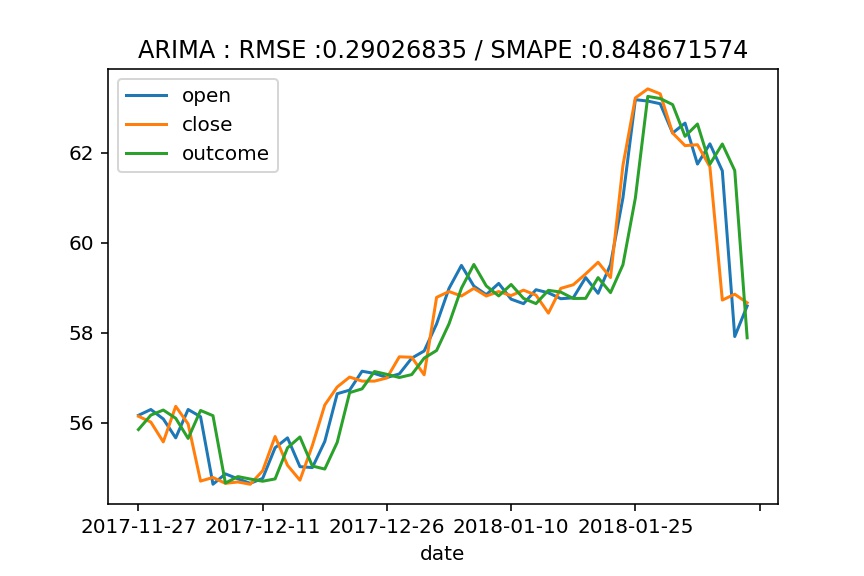 ARIMA : RMSE :0.29026835 / SMAPE :0.848671574
open
close
outcome
62
60
58
56
2017-11-27 2017-12-11 2017-12-26 2018-01-10 2018-01-25
date